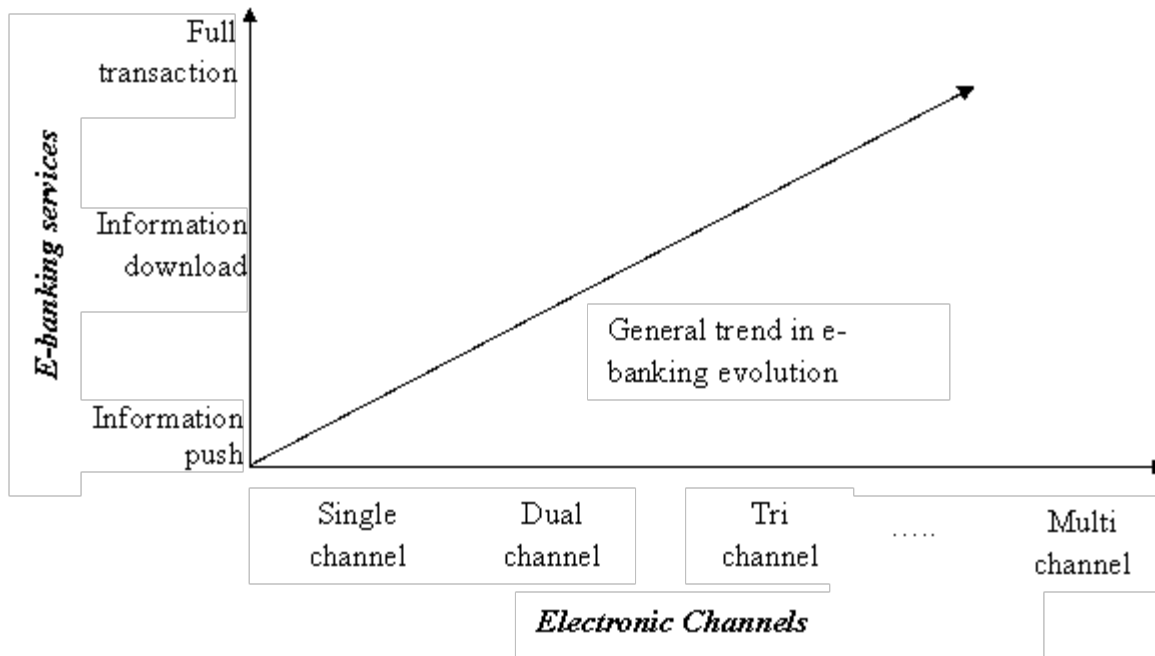 Full
transaction
E-banking services
Information
download
General trend in e-
banking evolution
Information
push
Single
channel
Dual
channel
Tri
channel
.....
Multi
channel
Electronic Channels